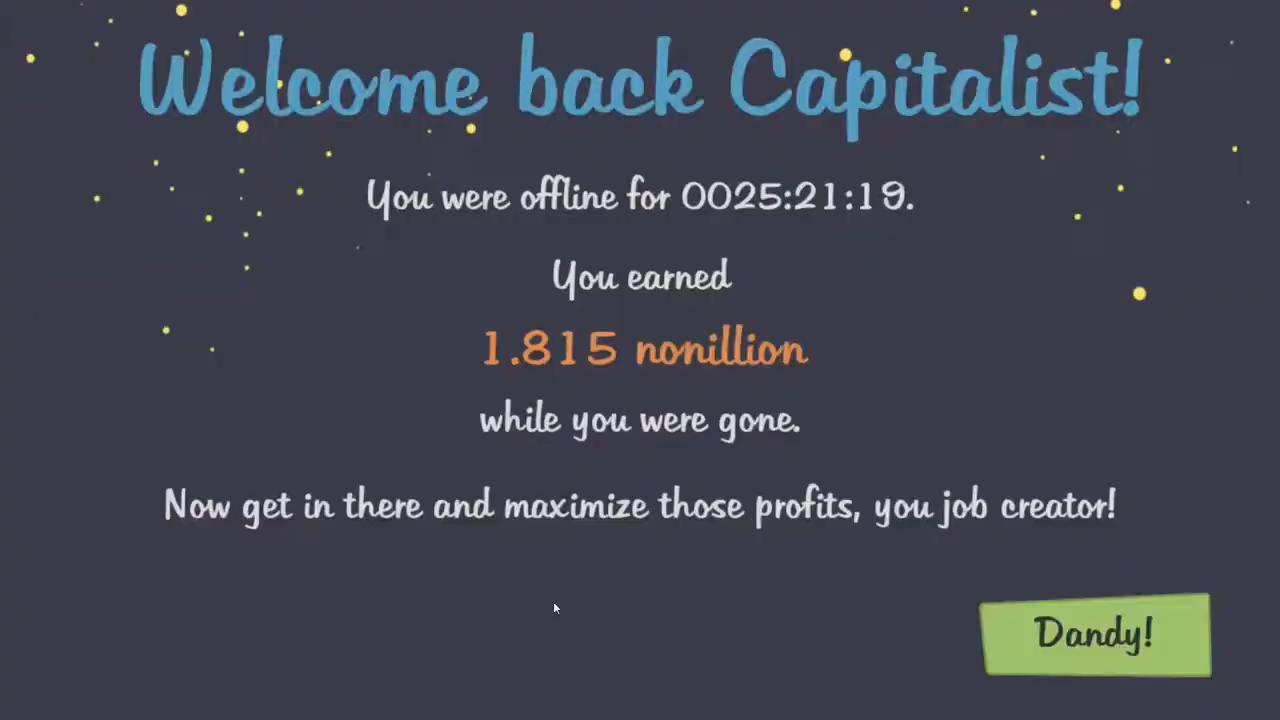 Welcome back Capitalist!
You were offline for 0025:21:19.
You earned
1.815 nonillion
while you were gone.
Now get in there and maximize those profits, you job creator!
Dandy!